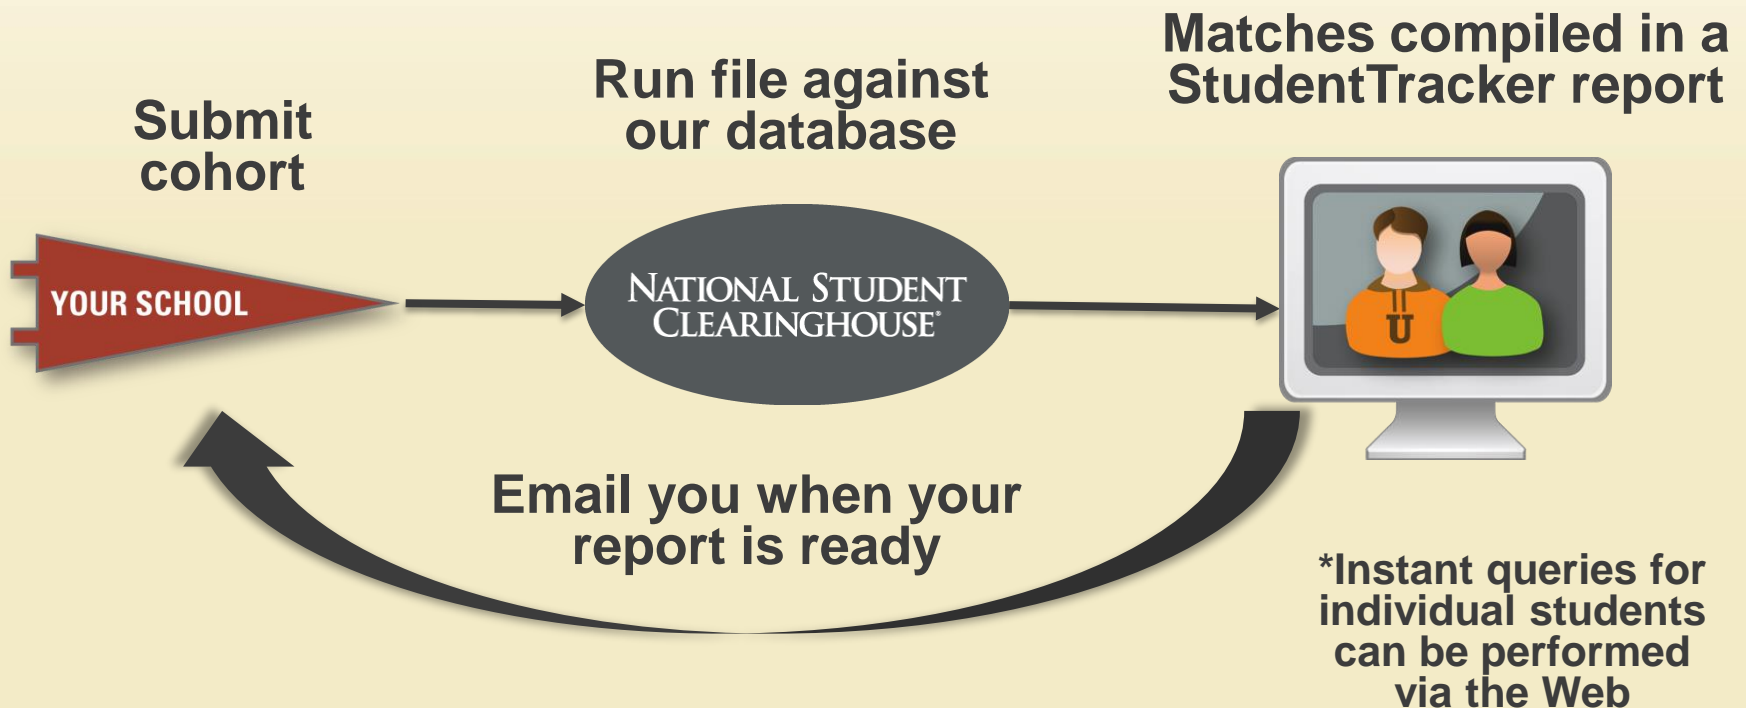 Submit
cohort
YOUR SCHOOL
Run file against
our database
NATIONAL STUDENT
CLEARINGHOUSE®
Matches compiled in a
StudentTracker report
U
Email you when your
report is ready
*Instant queries for
individual students
can be performed
via the Web